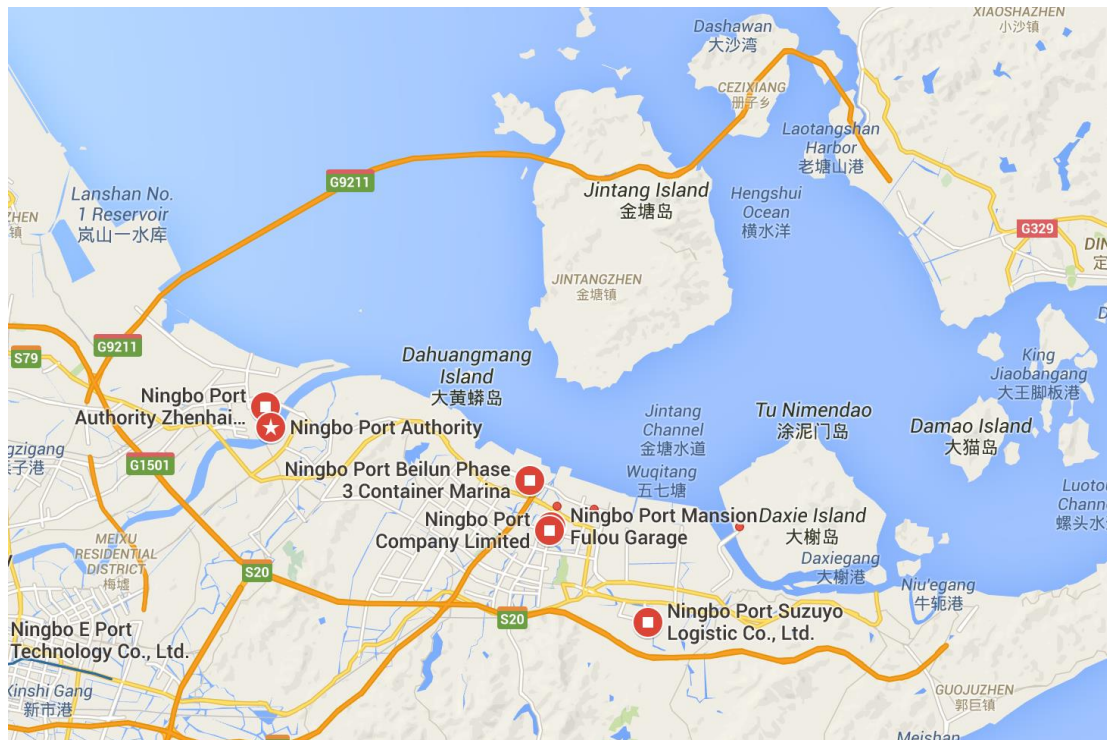 Dashawan
大沙湾
XIAOSHAZHEN
小沙镇
CEZIXIANG
册子乡
Laotangshan
Harbor
老塘山港
G9211
Lanshan No.
1 Reservoir
岚山一水库
Jintang Island
金塘岛
Hengshui
Ocean
横水洋
G329
JINTANGZHEN
金塘镇
S79
G9211
Dahuangmang
Island
大黄蟒岛
King
Jiaobangang
大王脚板港
Ningbo Port
Authority Zhenhai...
Ningbo Port Authority
Jintang
Channel
金塘水道
Tu Nimendao
涂泥门岛
Damao Island
大猫岛
G1501
Ningbo Port Beilun Phase
3 Container Marina
Wuqitang
五七塘
Ningbo Port
Company Limited
Ningbo Port Mansion
Fulou Garage
Daxie Island
大榭岛
Chann
螺头水
MEIXU
RESIDENTIAL
DISTRICT
梅墟
Daxiegang
大榭港
Niu'egang
牛轭港
S20
S20
Ningbo Port Suzuyo
Logistic Co., Ltd.
Ningbo E Port
Technology Co., Ltd.
Xinshi Gang
新市港
GUOJUZHEN
郭巨镇
Meishan